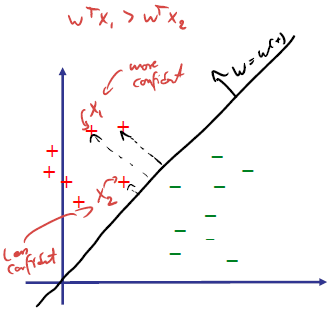 wᵀx₁ > wᵀx₂
more
confident
w = w⁽⁺⁾
x₁
x₂
Less
confident